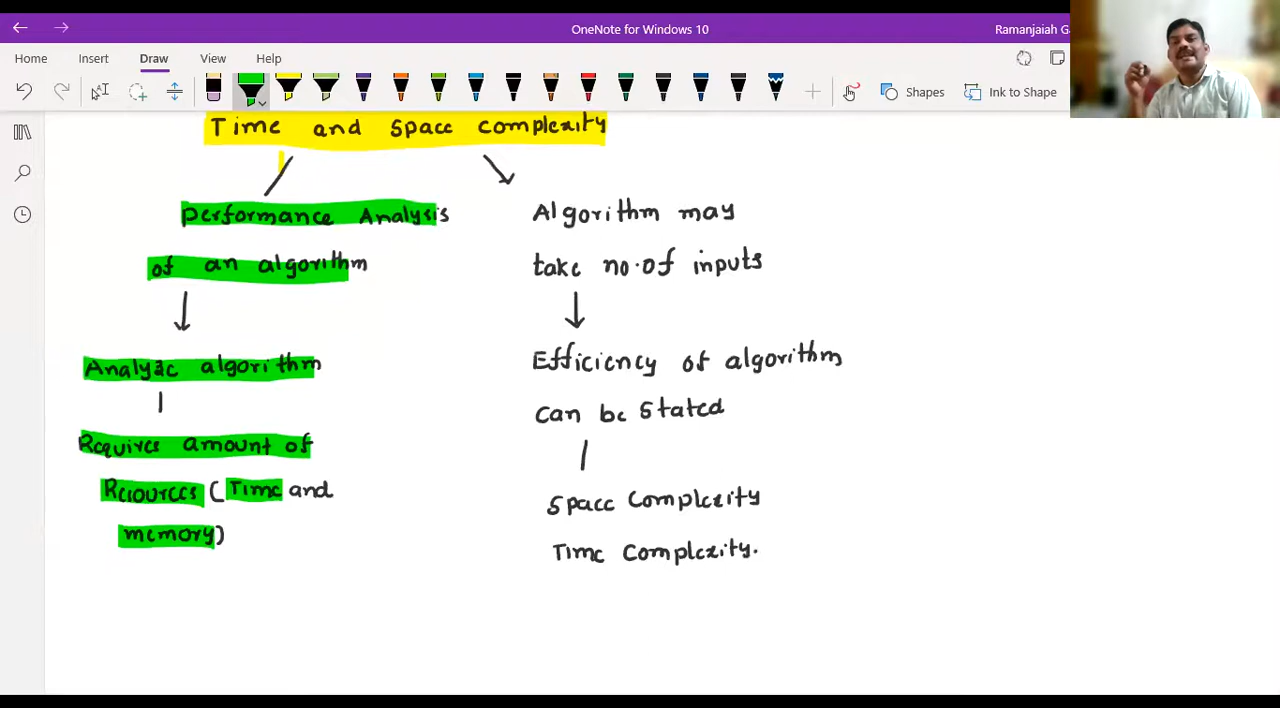 OneNote for Windows 10
Ramanjaiah G
Home Insert Draw View Help
Shapes
Ink to Shape
Time and space complexity
performance Analysis
of an algorithm
Analyze algorithm
Requires amount of
Resources (Time and
memory)
Algorithm may
take no.of inputs
Efficiency of algorithm
can be stated
space complexity
Time complexity.